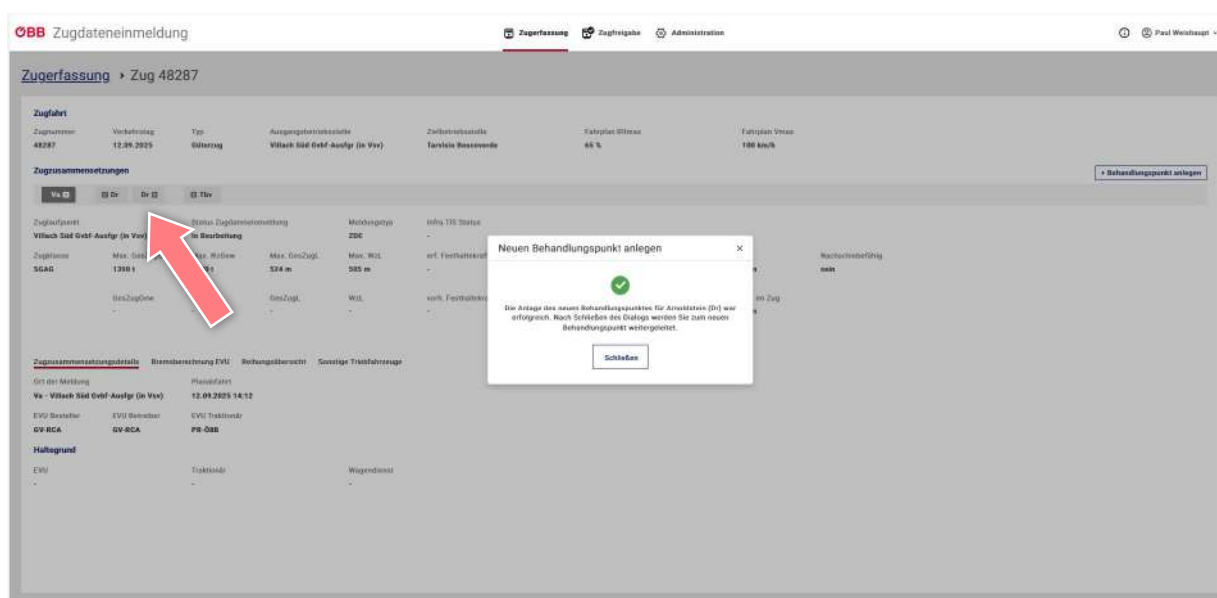 ÖBB Zugdateneinmeldung
Zugerfassung Zugfreigabe Administration
Paul Weishaupt
Zugerfassung › Zug 48287
Zugfahrt
Zugnummer Verkehrstag Typ Ausgangsbetriebsstelle Zielbetriebsstelle Fahrplan BRmax Fahrplan Vmax
48287 12.09.2025 Güterzug Villach Süd Gvbf-Ausfgr (in Vsv) Tarvisio Boscoverde 65 % 100 km/h
Zugzusammensetzungen
+ Behandlungspunkt anlegen
Va Dr Dr Tbv
Zuglaufpunkt Status Zugdateneinmeldung Meldungstyp Infra TIS Status
Villach Süd Gvbf-Ausfgr (in Vsv) In Bearbeitung ZDE -
Zugklasse Max. WzGew Max. GesZugL Max. WzL erf. Festhaltekraft Nachschiebefähig
SGAG 1398 t 524 m 505 m - nein
GesZugGew GesZugL WzL vorh. im Zug
- - - -
Neuen Behandlungspunkt anlegen ×
Die Anlage des neuen Behandlungspunktes für Arnoldstein (Dr) war
erfolgreich. Nach Schließen des Dialogs werden Sie zum neuen
Behandlungspunkt weitergeleitet.
Schließen
Zugzusammensetzungsdetails Bremsberechnung EVU Reihungsübersicht Sonstige Triebfahrzeuge
Ort der Meldung Planabfahrt
Va - Villach Süd Gvbf-Ausfgr (in Vsv) 12.09.2025 14:12
EVU Besteller EVU Betreiber EVU Traktionär
GV-RCA GV-RCA PR-ÖBB
Haltegrund
EVU Traktionär Wagendienst
- - -